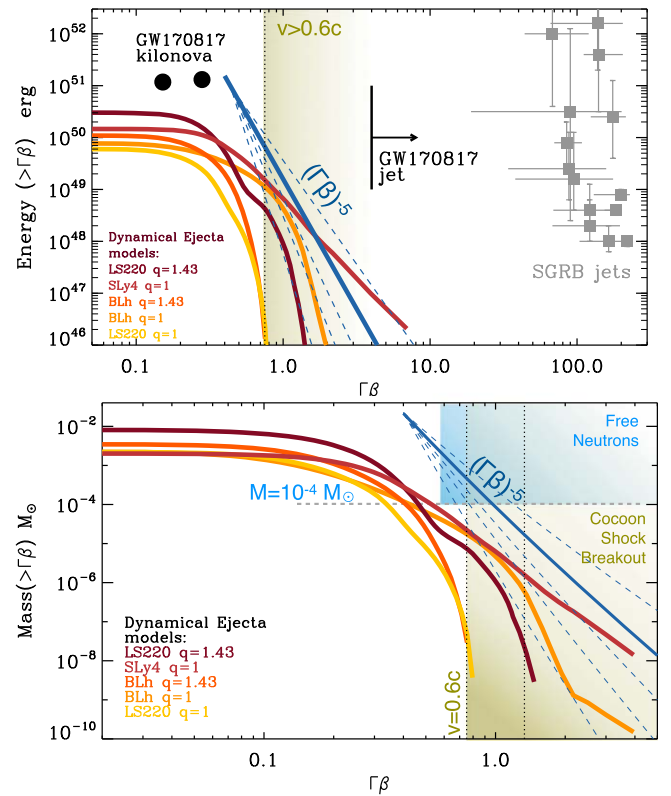 10^52
10^51
10^50
10^49
10^48
10^47
10^46
Energy (>Γβ) erg
GW170817
kilonova
v>0.6c
GW170817
jet
(Γβ)^-5
SGRB jets
Dynamical Ejecta
models:
LS220 q=1.43
SLy4 q=1
BLh q=1.43
BLh q=1
LS220 q=1
0.1
1.0
10.0
100.0
Γβ
10^-2
10^-4
10^-6
10^-8
10^-10
Mass(>Γβ) M_⊙
Free
Neutrons
(Γβ)^-5
M=10^-4 M_⊙
Cocoon
Shock
Breakout
Dynamical Ejecta
models:
LS220 q=1.43
SLy4 q=1
BLh q=1.43
BLh q=1
LS220 q=1
v=0.6c
0.1
1.0
Γβ